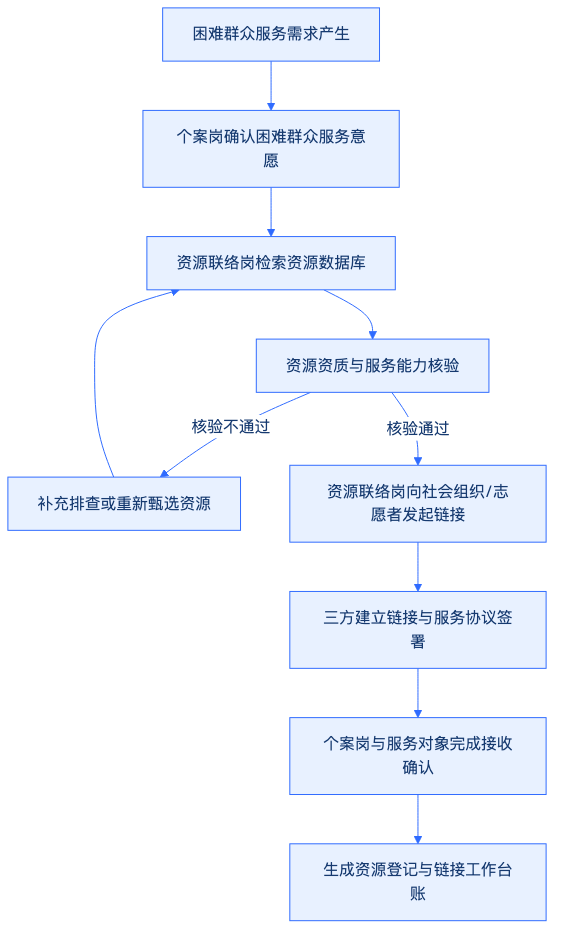 困难群众服务需求产生
个案岗确认困难群众服务意
愿
资源联络岗检索资源数据库
资源资质与服务能力核验
核验不通过
核验通过
补充排查或重新甄选资源
资源联络岗向社会组织/志
愿者发起链接
三方建立链接与服务协议签
署
个案岗与服务对象完成接收
确认
生成资源登记与链接工作台
账